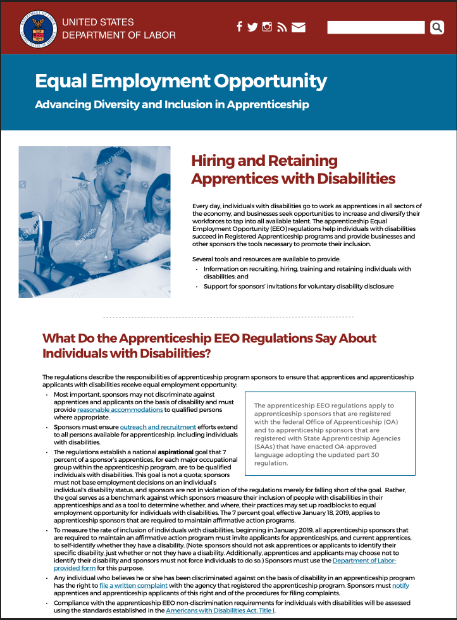 UNITED STATES
DEPARTMENT OF LABOR
Equal Employment Opportunity
Advancing Diversity and Inclusion in Apprenticeship
Hiring and Retaining
Apprentices with Disabilities
Every day, individuals with disabilities go to work as apprentices in all sectors of
the economy, and businesses seek opportunities to increase and diversify their
workforces to tap into all available talent. The apprenticeship Equal
Employment Opportunity (EEO) regulations help individuals with disabilities
succeed in Registered Apprenticeship programs and provide businesses and
other sponsors the tools necessary to promote their inclusion.
Several tools and resources are available to provide
• Information on recruiting, hiring, training and retaining individuals with
disabilities; and
• Support for sponsors' invitations for voluntary disability disclosure
What Do the Apprenticeship EEO Regulations Say About
Individuals with Disabilities?
The regulations describe the responsibilities of apprenticeship program sponsors to ensure that apprentices and apprenticeship
applicants with disabilities receive equal employment opportunity:
• Most important, sponsors may not discriminate against
apprentices and applicants on the basis of disability and must
provide reasonable accommodations to qualified persons
where appropriate.
• Sponsors must ensure outreach and recruitment efforts extend
to all persons available for apprenticeship, including individuals
with disabilities.
• The regulations establish a national aspirational goal that 7
percent of a sponsor's apprentices, for each major occupational
group within the apprenticeship program, are to be qualified
individuals with disabilities. This goal is not a quota; sponsors
must not base employment decisions on an individual's
individual's disability status, and sponsors are not in violation of the regulations merely for falling short of the goal. Rather,
the goal serves as a benchmark against which sponsors measure their inclusion of people with disabilities in their
apprenticeships and as a tool to determine whether, and where, their practices may set up roadblocks to equal
employment opportunity for individuals with disabilities. The 7 percent goal, effective January 18, 2019, applies to
apprenticeship sponsors that are required to maintain affirmative action programs.
The apprenticeship EEO regulations apply to
apprenticeship sponsors that are registered
with the federal Office of Apprenticeship (OA)
and to apprenticeship sponsors that are
registered with State Apprenticeship Agencies
(SAAs) that have enacted OA-approved
language adopting the updated part 30
regulation.
• To measure the rate of inclusion of individuals with disabilities, beginning in January 2019, all apprenticeship sponsors that
are required to maintain an affirmative action program must invite applicants for apprenticeships, and current apprentices,
to self-identify whether they have a disability. (Note: sponsors should not ask apprentices or applicants to identify their
specific disability, just whether or not they have a disability. Additionally, apprentices and applicants may choose not to
identify their disability and sponsors must not force individuals to do so.) Sponsors must use the Department of Labor-
provided form for this purpose.
• Any individual who believes he or she has been discriminated against on the basis of disability in an apprenticeship program
has the right to file a written complaint with the agency that registered the apprenticeship program. Sponsors must notify
apprentices and apprenticeship applicants of this right and of the procedures for filing complaints.
• Compliance with the apprenticeship EEO non-discrimination requirements for individuals with disabilities will be assessed
using the standards established in the Americans with Disabilities Act, Title I.